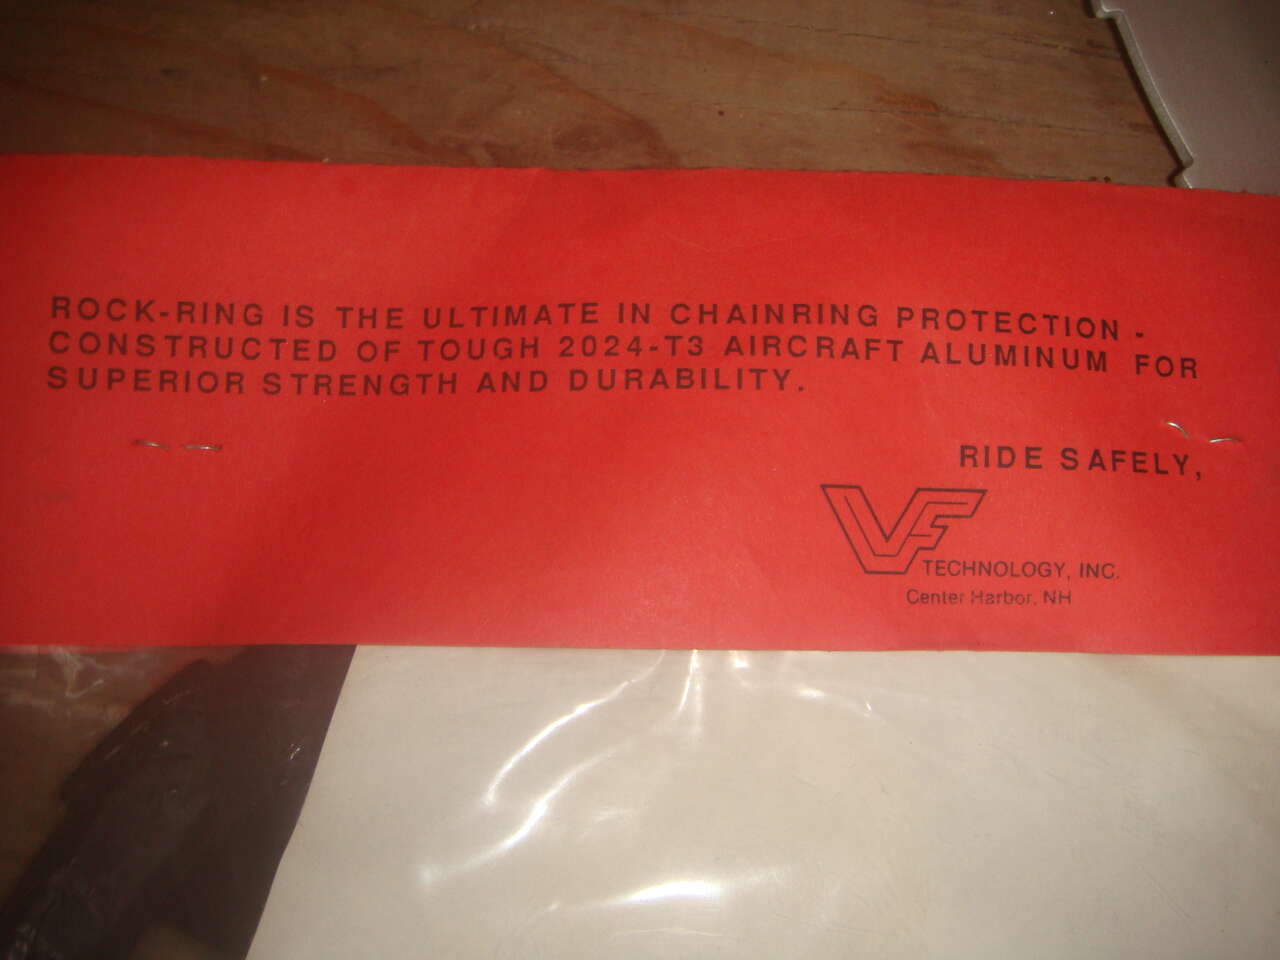 ROCK-RING IS THE ULTIMATE IN CHAINRING PROTECTION -
CONSTRUCTED OF TOUGH 2024-T3 AIRCRAFT ALUMINUM FOR
SUPERIOR STRENGTH AND DURABILITY.
RIDE SAFELY,
VF
TECHNOLOGY, INC.
Center Harbor, NH